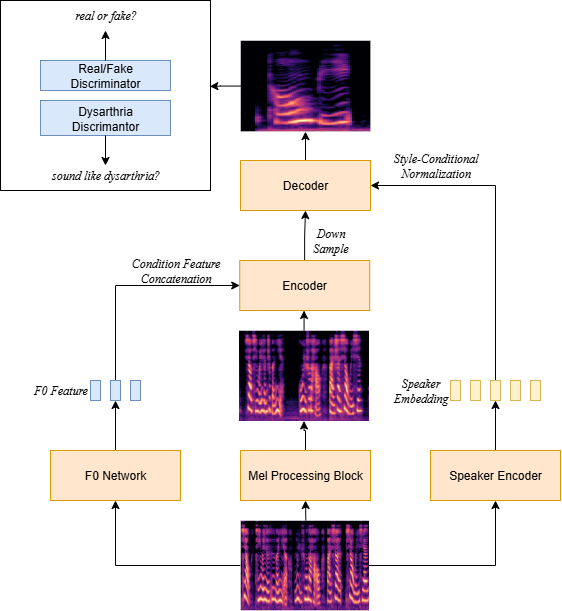 real or fake?
Real/Fake
Discriminator
Dysarthria
Discrimantor
sound like dysarthria?
Decoder
Style-Conditional
Normalization
Down
Sample
Condition Feature
Concatenation
Encoder
F0 Feature
Speaker
Embedding
F0 Network
Mel Processing Block
Speaker Encoder